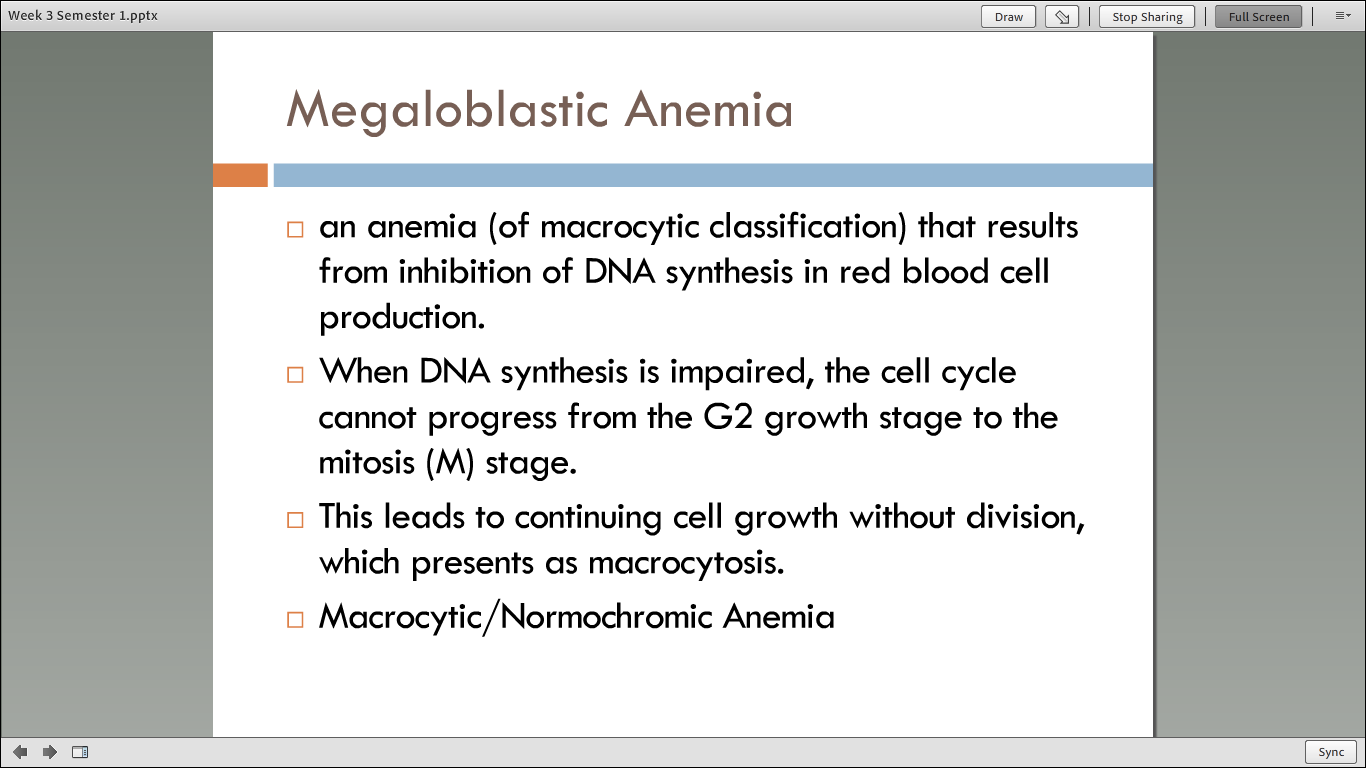 Week 3 Semester 1.pptx
Draw
Stop Sharing
Full Screen
Megaloblastic Anemia
an anemia (of macrocytic classification) that results
from inhibition of DNA synthesis in red blood cell
production.
When DNA synthesis is impaired, the cell cycle
cannot progress from the G2 growth stage to the
mitosis (M) stage.
This leads to continuing cell growth without division,
which presents as macrocytosis.
Macrocytic/Normochromic Anemia
Sync